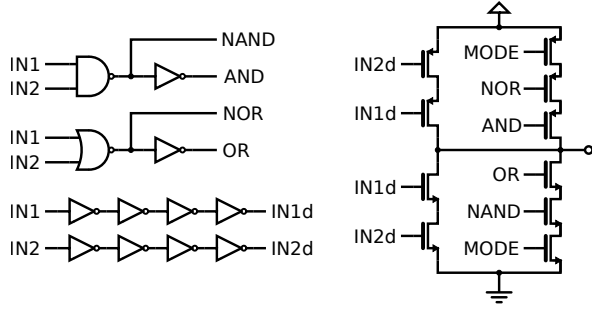 NAND
IN1
IN2
AND
NOR
IN1
IN2
OR
IN1
IN1d
IN2
IN2d
MODE
IN2d
NOR
IN1d
AND
OR
IN1d
NAND
IN2d
MODE